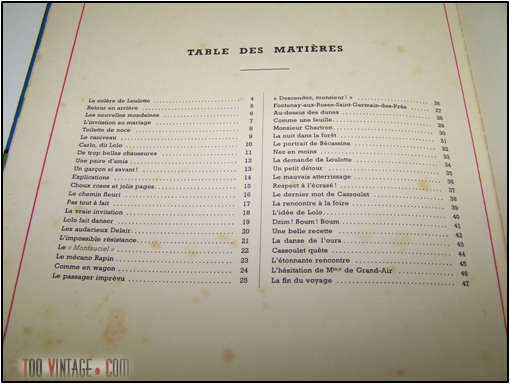 TABLE DES MATIÈRES
La colère de Loulotte 4
Retour en arrière 5
Les nouvelles mondaines 6
L'invitation au mariage 7
Toilette de noce 8
Le caniveau 9
Carlo, dit Lolo 10
De trop belles chaussures 11
Une paire d'amis 12
Un garçon si savant! 13
Explications 14
Choux roses et jolis pages 15
Le chemin fleuri 16
Pas tout à fait 17
La vraie invitation 18
Lolo fait danser 19
Les audacieux Delair 20
L'impossible résistance 21
Le « Montauciel » 22
Le mécano Rapin 23
Comme en wagon 24
Le passager imprévu 25
« Descendez, monsieur! » 26
Fontenay-aux-Roses-Saint-Germain-des-Prés 27
Au-dessus des dunes 28
Comme une feuille 29
Monsieur Chartron 29
La nuit dans la forêt 30
Le portrait de Bécassine 31
Nez en moins 32
La demande de Loulotte 33
Un petit détour 34
Un mauvais atterrissage 35
Respect à l'écrasé! 36
Le dernier mot de Cassoulet 37
La rencontre à la foire 38
L'idée de Lolo 39
Dzim! Boum! Boum! 40
Une belle recette 41
La danse de l'ours 42
Cassoulet quête 43
L'étonnante rencontre 45
L'hésitation de Mme de Grand-Air 46
La fin du voyage 47
TOO VINTAGE.COM